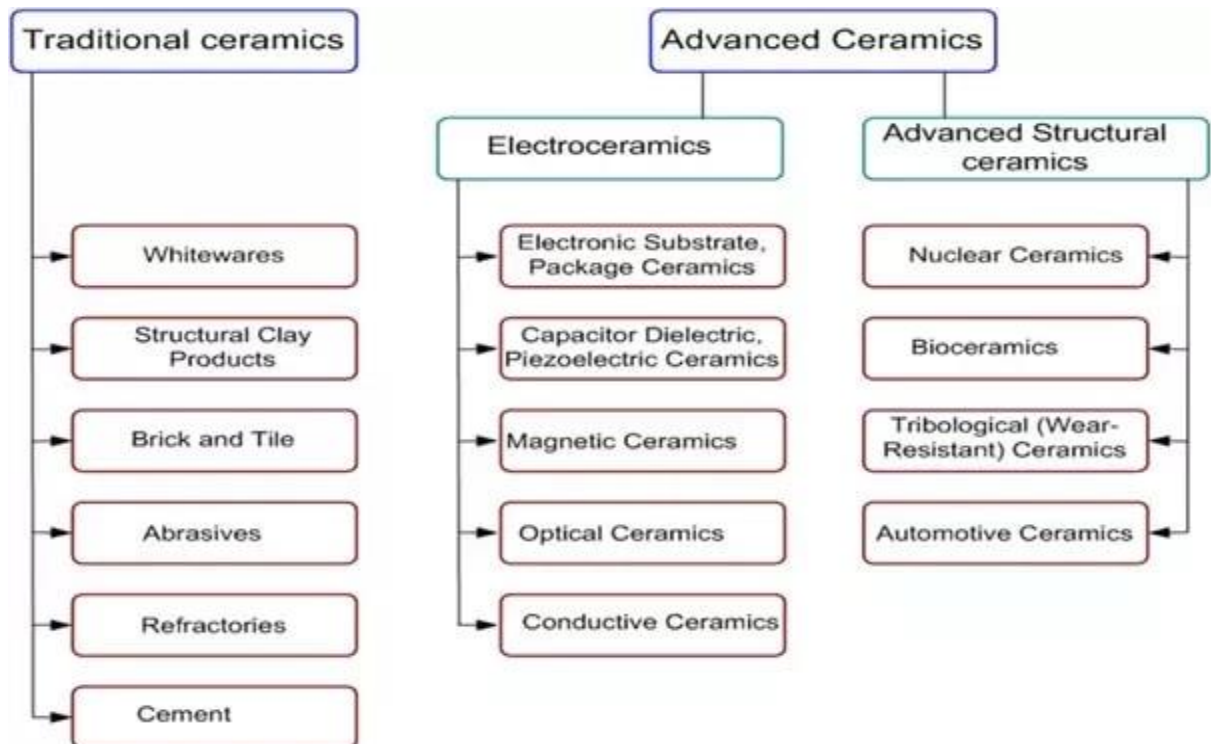 Traditional ceramics
Whitewares
Structural Clay
Products
Brick and Tile
Abrasives
Refractories
Cement
Advanced Ceramics
Electroceramics
Electronic Substrate,
Package Ceramics
Capacitor Dielectric,
Piezoelectric Ceramics
Magnetic Ceramics
Optical Ceramics
Conductive Ceramics
Advanced Structural
ceramics
Nuclear Ceramics
Bioceramics
Tribological (Wear-
Resistant) Ceramics
Automotive Ceramics